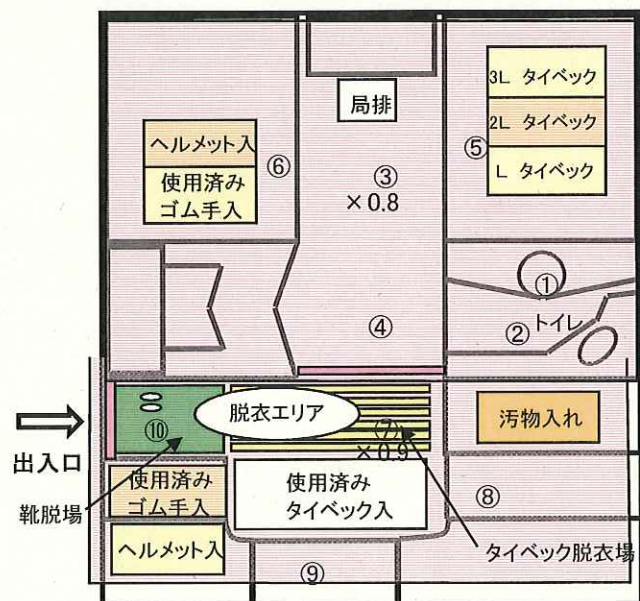 局排
3L タイベック
2L タイベック
L タイベック
⑤
ヘルメット入
使用済み
ゴム手入
⑥
③
×0.8
④
①
②
トイレ
出入口
⑩
脱衣エリア
⑦
×0.9
汚物入れ
靴脱場
使用済み
ゴム手入
使用済み
タイベック入
⑧
ヘルメット入
タイベック脱衣場
⑨